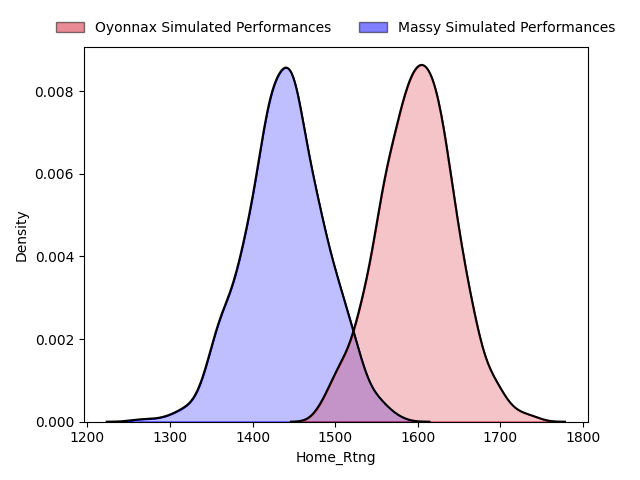 Oyonnax Simulated Performances Massy Simulated Performances
0.008
0.006
0.004
0.002
0.000
Density
1200 1300 1400 1500 1600 1700 1800
Home_Rtng